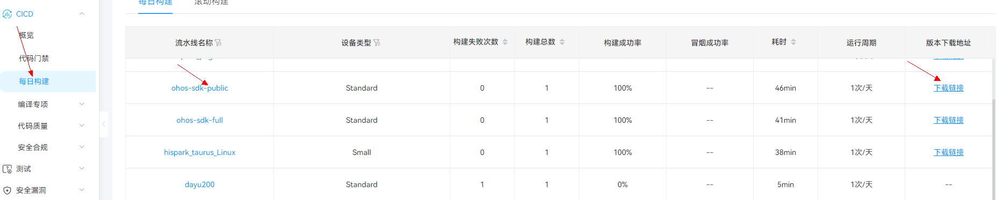 每日构建 滚动构建
CICD
概览
代码门禁
每日构建
编译专项
代码质量
安全合规
测试
安全漏洞
流水线名称 设备类型 构建失败次数 构建总数 构建成功率 冒烟成功率 耗时 运行周期 版本下载地址
ohos-sdk-public Standard 0 1 100% -- 46min 1次/天 下载链接
ohos-sdk-full Standard 0 1 100% -- 41min 1次/天 下载链接
hispark_taurus_Linux Small 0 1 100% -- 38min 1次/天 下载链接
dayu200 Standard 1 1 0% -- 5min 1次/天 --